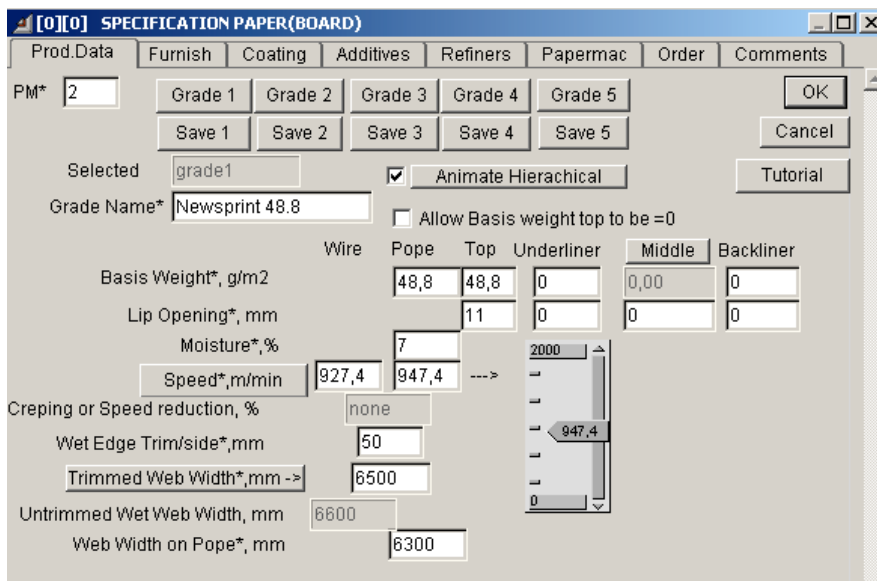 [0][0] SPECIFICATION PAPER(BOARD)
Prod.Data Furnish Coating Additives Refiners Papermac Order Comments
PM* 2 Grade 1 Grade 2 Grade 3 Grade 4 Grade 5 OK
Save 1 Save 2 Save 3 Save 4 Save 5 Cancel
Selected grade1 Animate Hierachical Tutorial
Grade Name* Newsprint 48.8 Allow Basis weight top to be =0
Wire Pope Top Underliner Middle Backliner
Basis Weight*, g/m2 48,8 48,8 0 0,00 0
Lip Opening*, mm 11 0 0 0
Moisture*,% 7 2000
Speed*,m/min 927,4 947,4 --->
Creping or Speed reduction, % none
Wet Edge Trim/side*,mm 50 947,4
Trimmed Web Width*,mm -> 6500
Untrimmed Wet Web Width, mm 6600 0
Web Width on Pope*, mm 6300